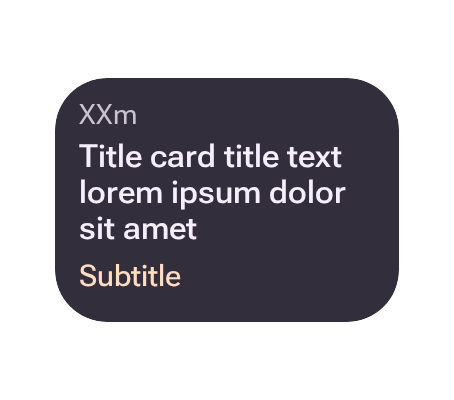 XXm
Title card title text
lorem ipsum dolor
sit amet
Subtitle